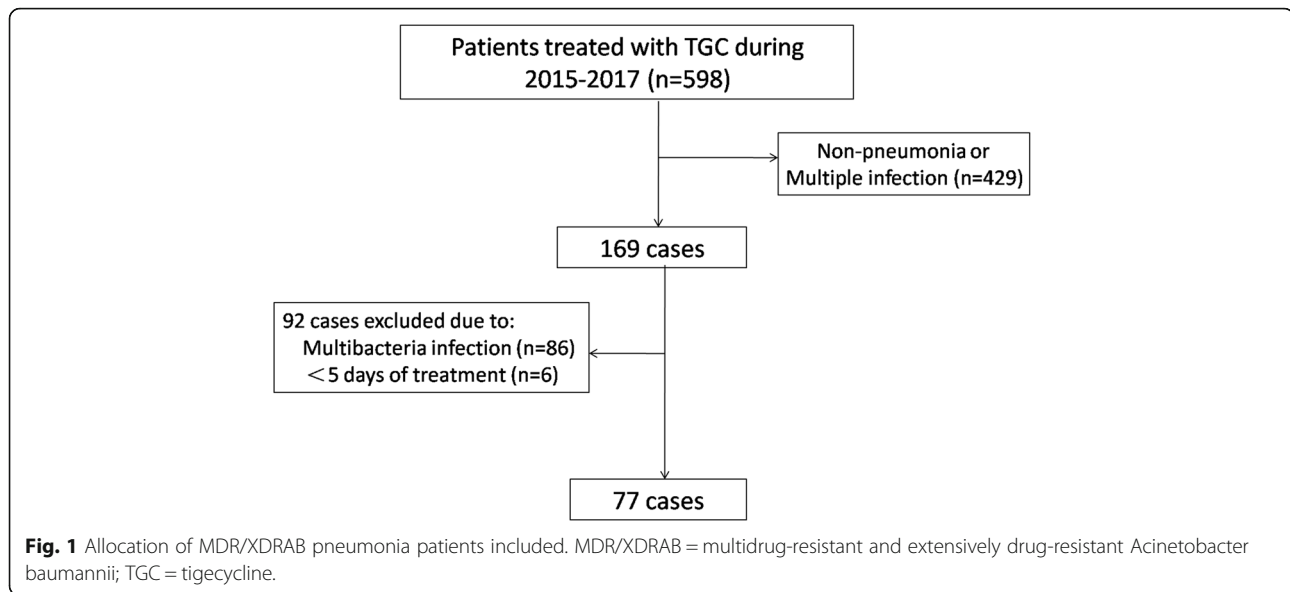 Patients treated with TGC during
2015-2017 (n=598)
Non-pneumonia or
Multiple infection (n=429)
169 cases
92 cases excluded due to:
Multibacteria infection (n=86)
＜5 days of treatment (n=6)
77 cases
Fig. 1 Allocation of MDR/XDRAB pneumonia patients included. MDR/XDRAB = multidrug-resistant and extensively drug-resistant Acinetobacter
baumannii; TGC = tigecycline.